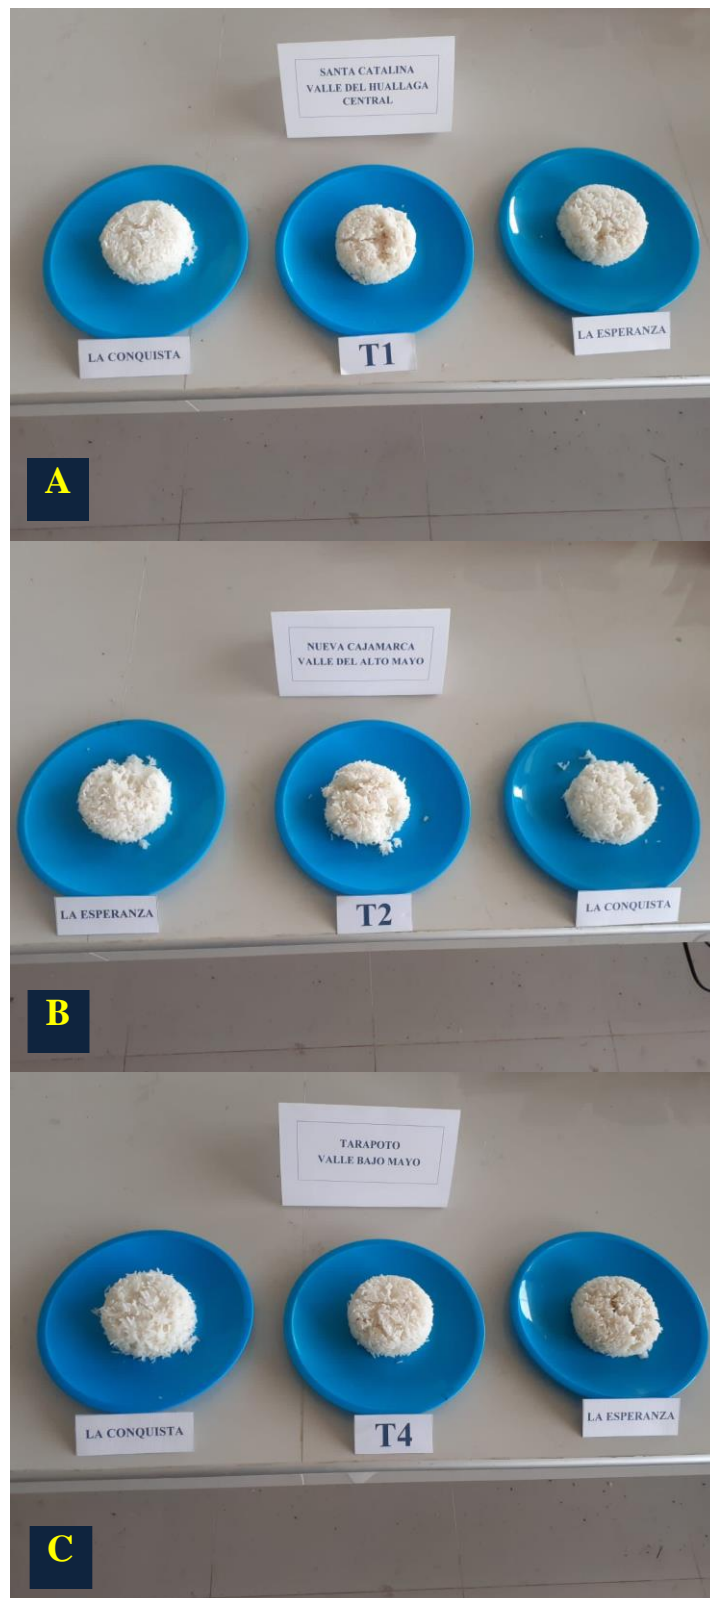 SANTA CATALINA
VALLE DEL HUALLAGA
CENTRAL
LA CONQUISTA
T1
LA ESPERANZA
A
NUEVA CAJAMARCA
VALLE DEL ALTO MAYO
LA ESPERANZA
T2
LA CONQUISTA
B
TARAPOTO
VALLE BAJO MAYO
LA CONQUISTA
T4
LA ESPERANZA
C